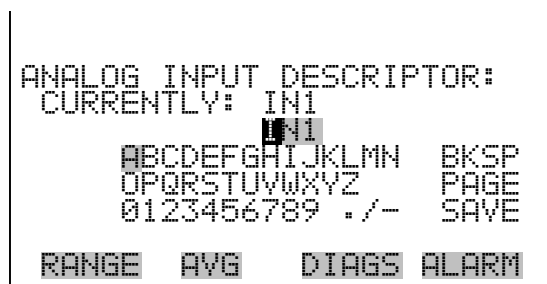 ANALOG INPUT DESCRIPTOR:
CURRENTLY: IN1
IN1
ABCDEFGHIJKLMN BKSP
OPQRSTUVWXYZ PAGE
0123456789 ./- SAVE
RANGE AVG DIAGS ALARM